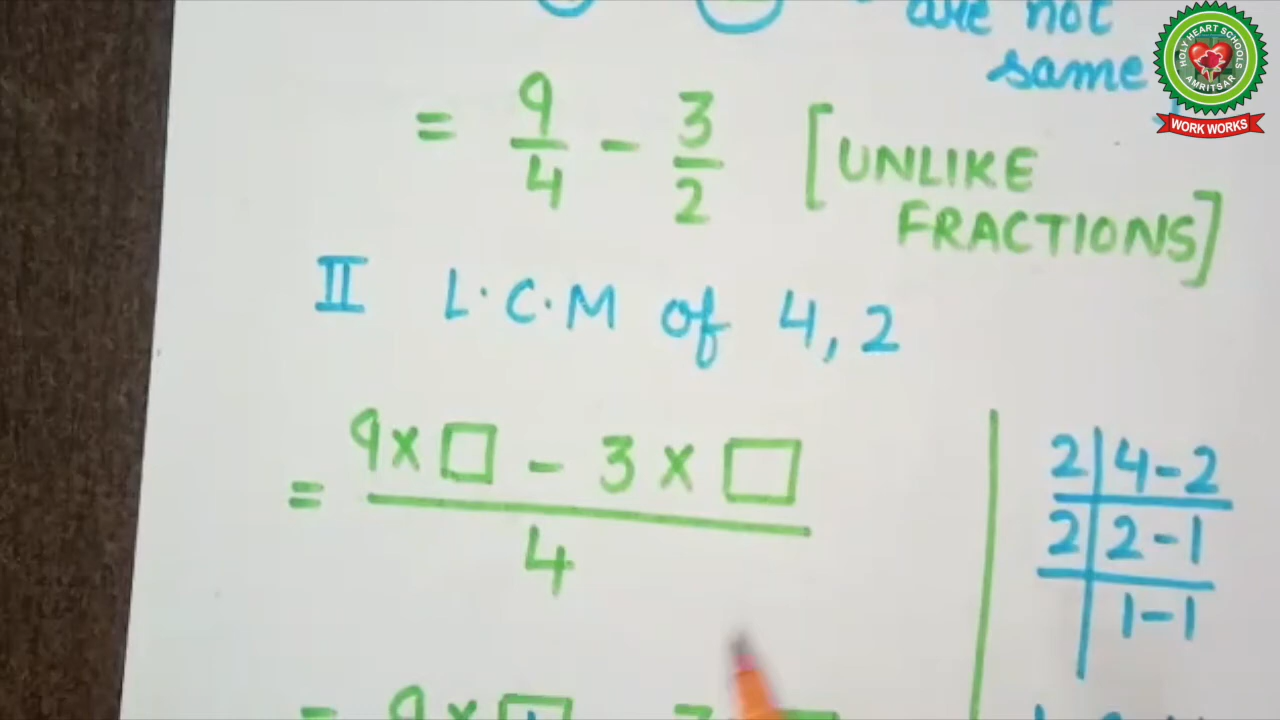 are not
same
= 9/4 - 3/2 [UNLIKE
FRACTIONS]
II L.C.M of 4, 2
= (9 x □ - 3 x □)/4
2 | 4 - 2
2 | 2 - 1
1 - 1
HOLY HEART SCHOOLS
AMRITSAR
WORK WORKS